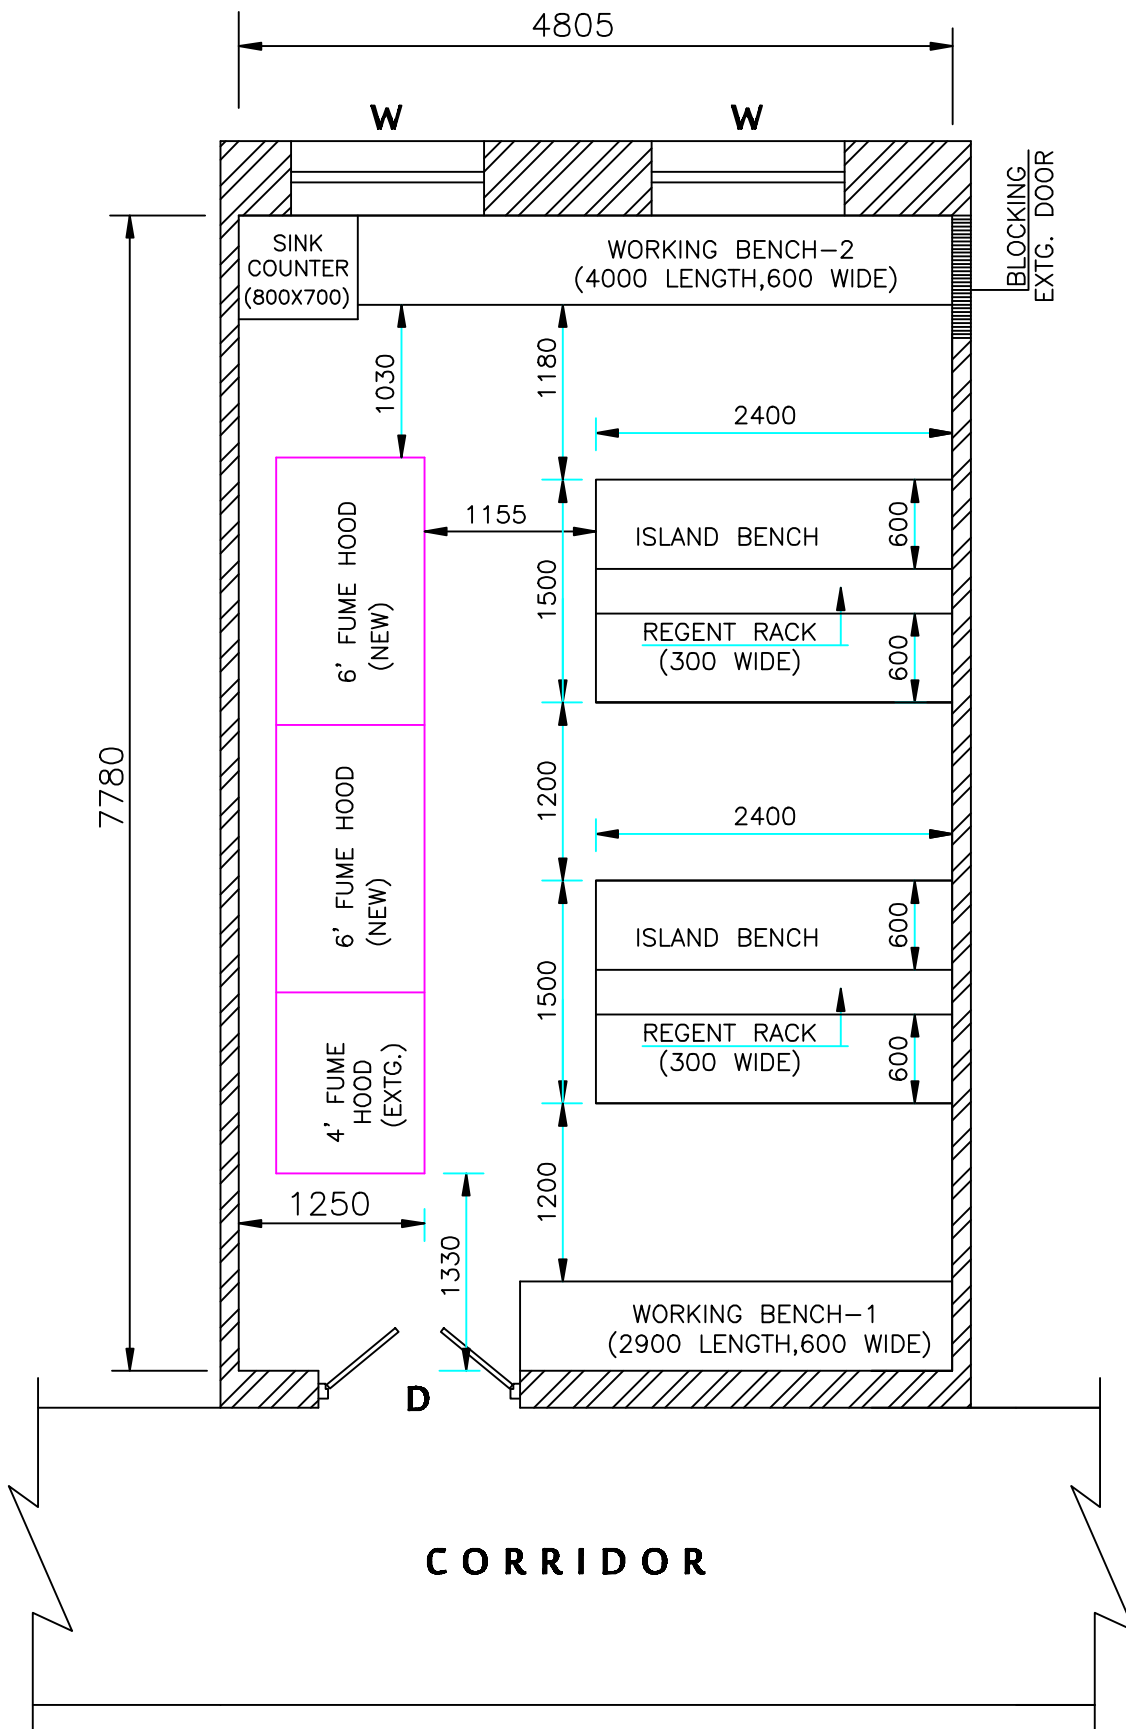 4805
W
W
BLOCKING
EXTG. DOOR
SINK
COUNTER
(800X700)
WORKING BENCH-2
(4000 LENGTH,600 WIDE)
1030
1180
2400
1155
6' FUME HOOD
(NEW)
1500
ISLAND BENCH
600
REGENT RACK
(300 WIDE)
600
7780
1200
2400
6' FUME HOOD
(NEW)
1500
ISLAND BENCH
600
REGENT RACK
(300 WIDE)
600
4' FUME
HOOD
(EXTG.)
1250
1330
1200
WORKING BENCH-1
(2900 LENGTH,600 WIDE)
D
CORRIDOR